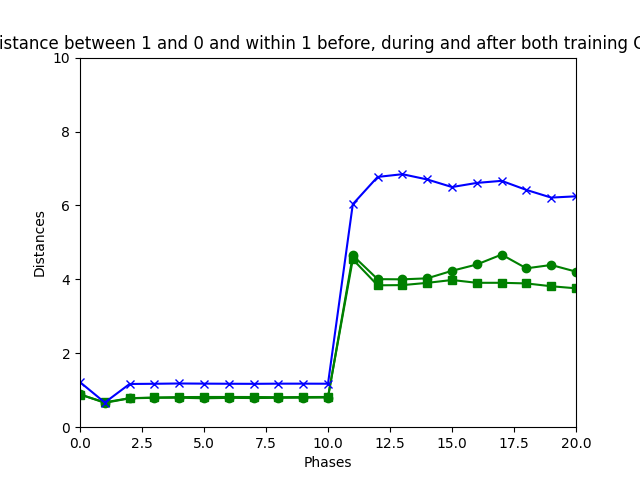 istance between 1 and 0 and within 1 before, during and after both training
10
8
6
4
2
0
Distances
0.0 2.5 5.0 7.5 10.0 12.5 15.0 17.5 20.0
Phases